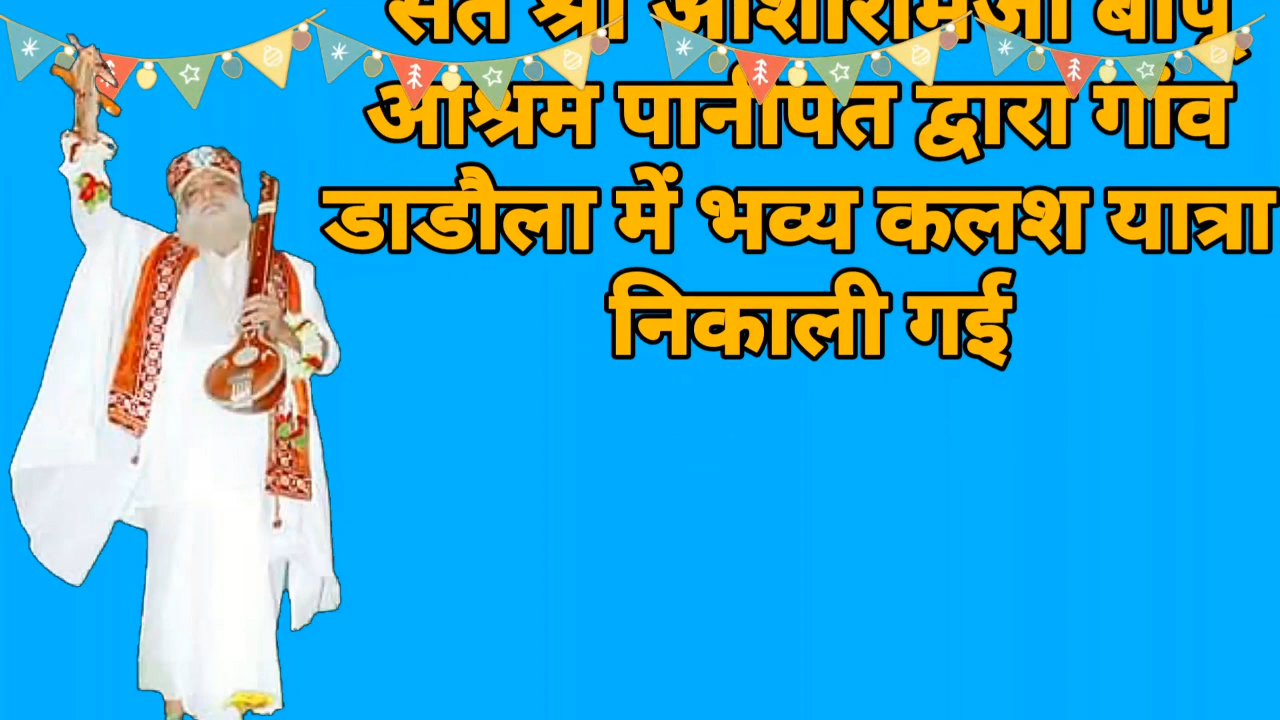 संत श्री आशारामजी बापू
आश्रम पानीपत द्वारा गांव
डाडौला में भव्य कलश यात्रा
निकाली गई